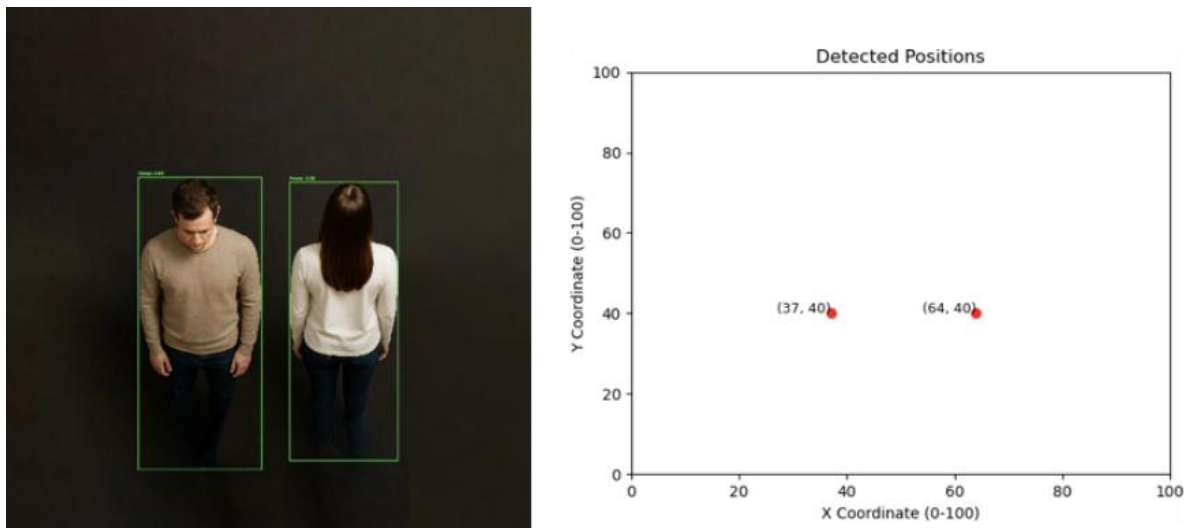 Detected Positions
100
80
60
40
20
0
Y Coordinate (0-100)
(37, 40)
(64, 40)
0 20 40 60 80 100
X Coordinate (0-100)